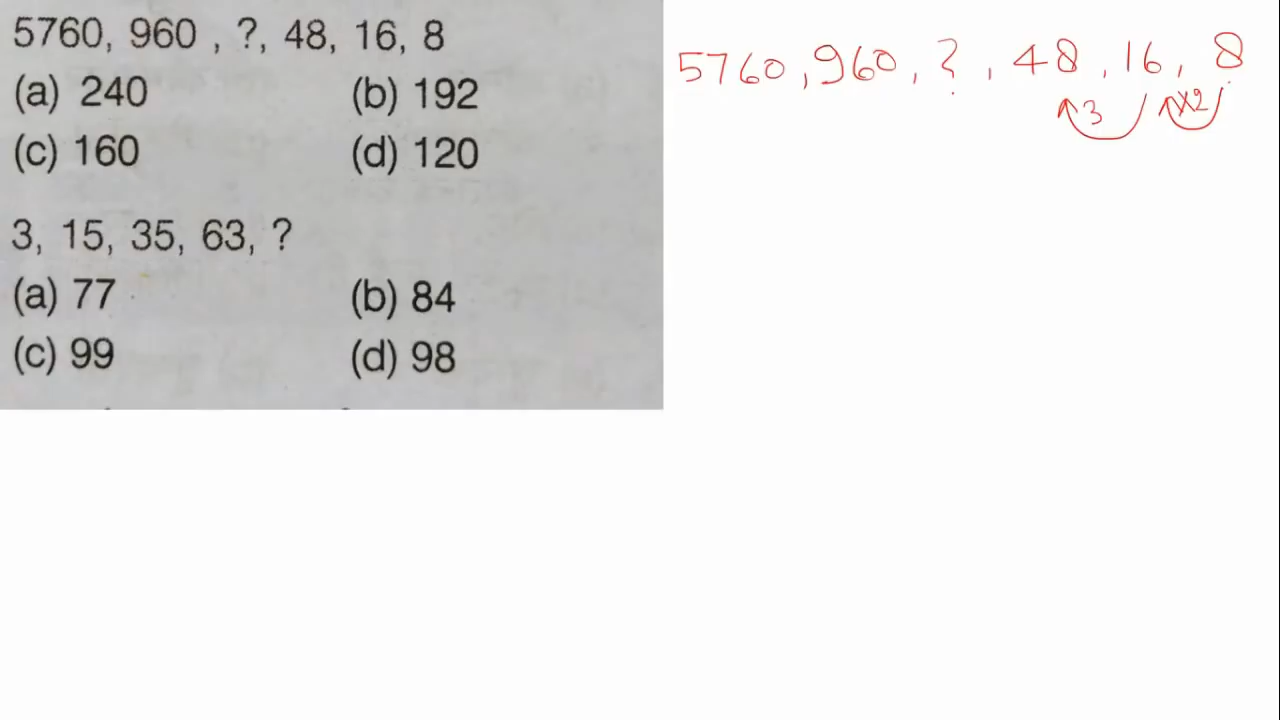 5760, 960 , ?, 48, 16, 8
(a) 240 (b) 192
(c) 160 (d) 120
3, 15, 35, 63, ?
(a) 77 (b) 84
(c) 99 (d) 98
5760, 960, ?, 48, 16, 8
3 ×2